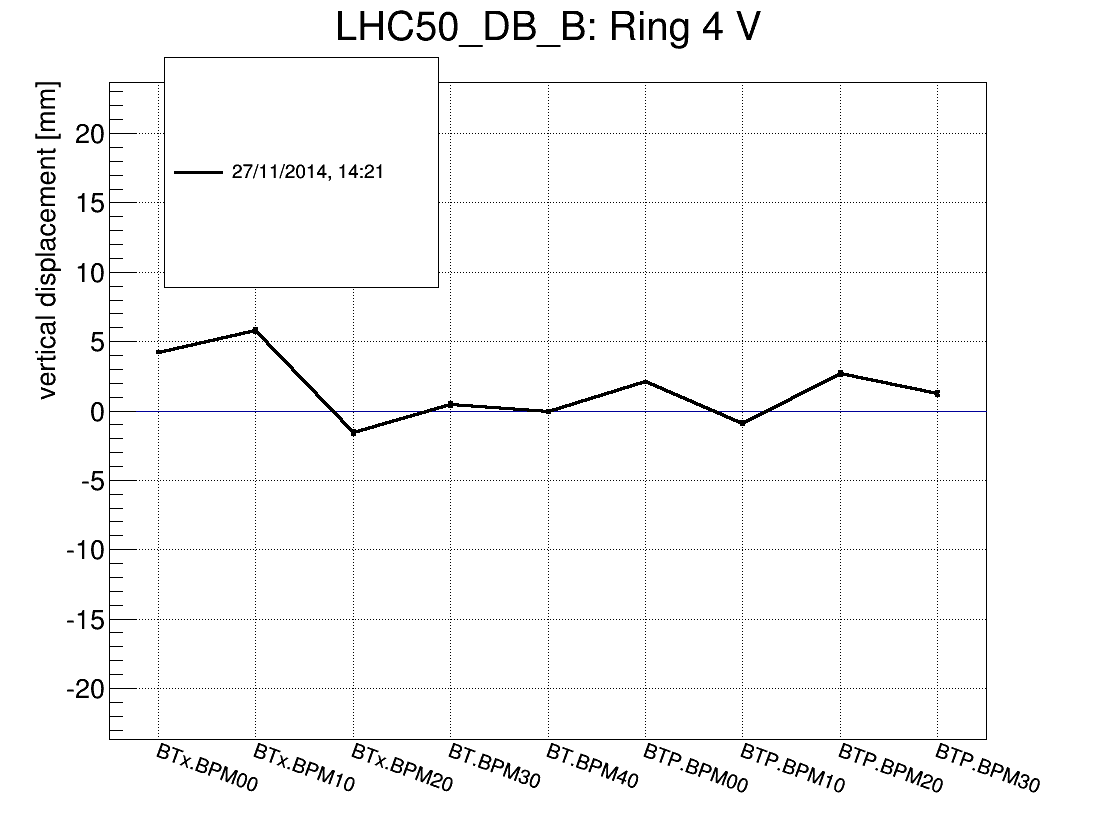 LHC50_DB_B: Ring 4 V
vertical displacement [mm]
27/11/2014, 14:21
20
15
10
5
0
-5
-10
-15
-20
BTx.BPM00
BTx.BPM10
BTx.BPM20
BT.BPM30
BT.BPM40
BTP.BPM00
BTP.BPM10
BTP.BPM20
BTP.BPM30